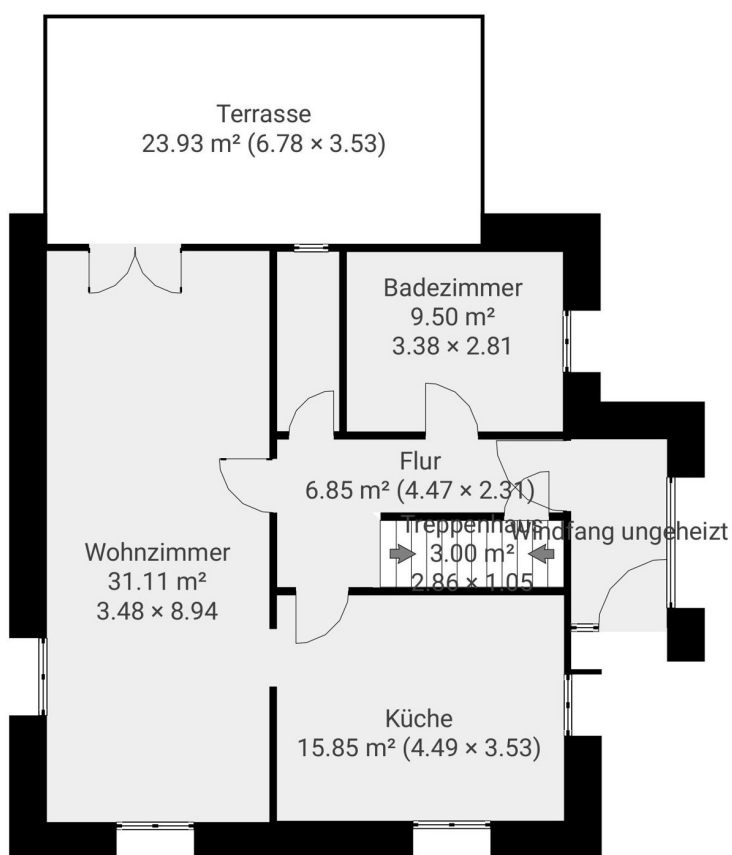 Terrasse
23.93 m² (6.78 × 3.53)
Badezimmer
9.50 m²
3.38 × 2.81
Flur
6.85 m² (4.47 × 2.31)
Treppenhaus
3.00 m²
2.86 × 1.05
Windfang ungeheizt
Wohnzimmer
31.11 m²
3.48 × 8.94
Küche
15.85 m² (4.49 × 3.53)